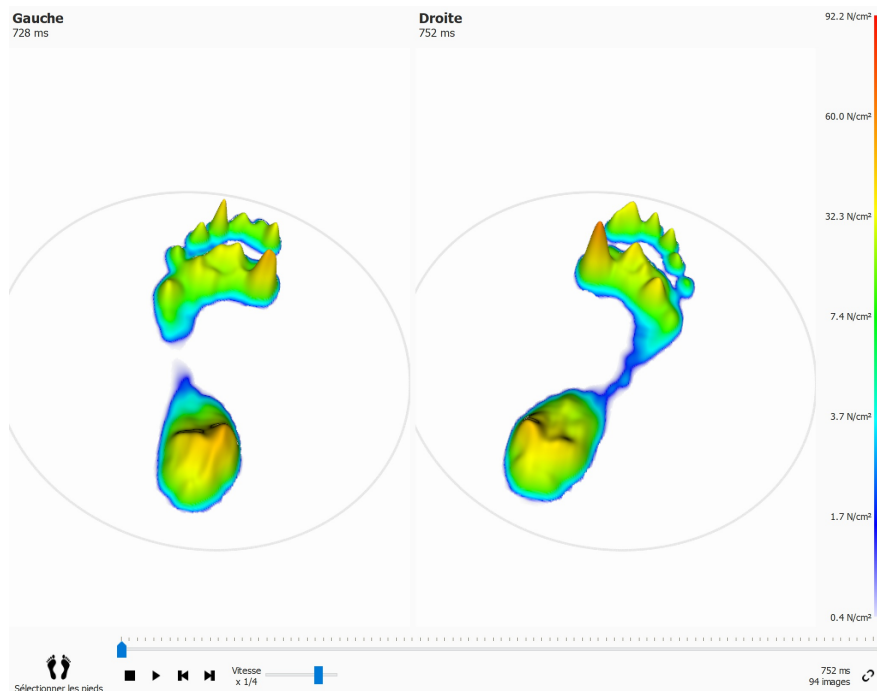 Gauche
728 ms
Droite
752 ms
92.2 N/cm²
60.0 N/cm²
32.3 N/cm²
7.4 N/cm²
3.7 N/cm²
1.7 N/cm²
0.4 N/cm²
Sélectionner les pieds
Vitesse
x 1/4
752 ms
94 images